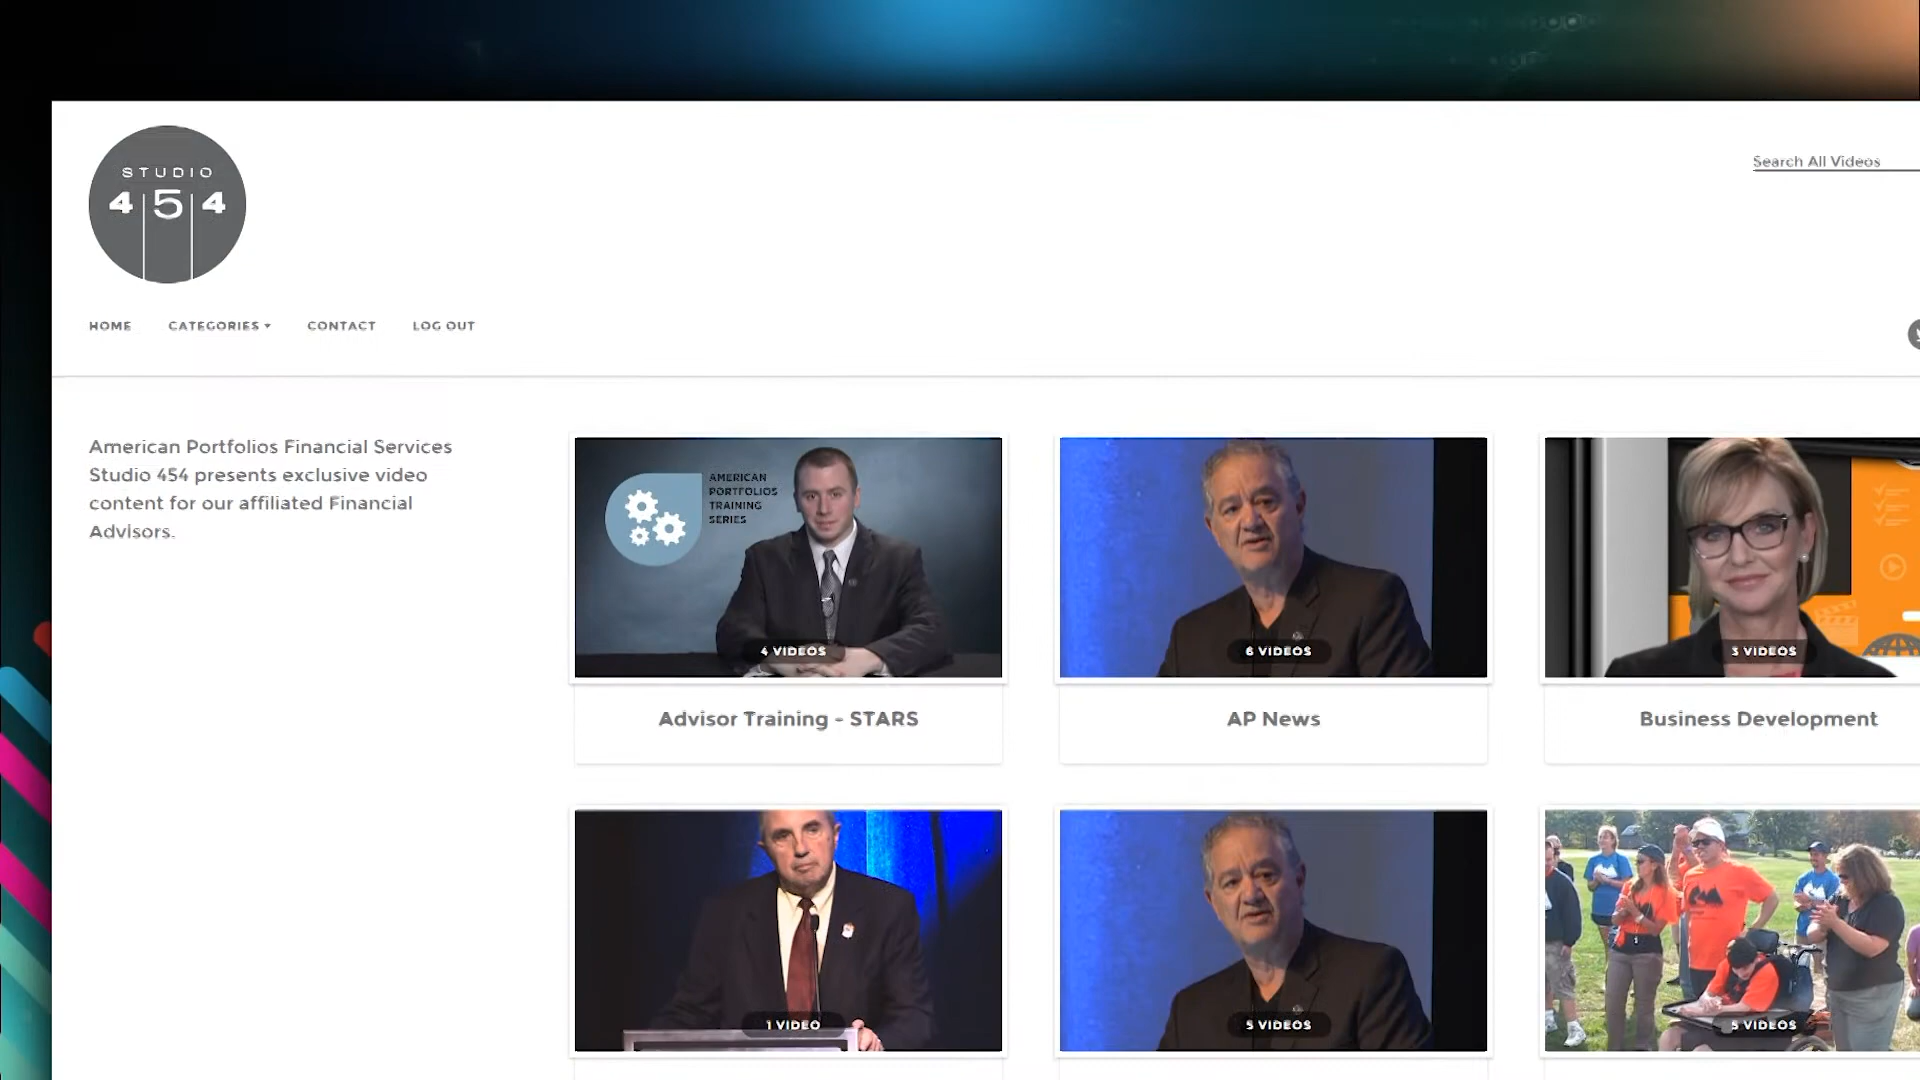 STUDIO
4 5 4
Search All Videos
HOME CATEGORIES CONTACT LOG OUT
American Portfolios Financial Services
Studio 454 presents exclusive video
content for our affiliated Financial
Advisors.
AMERICAN
PORTFOLIOS
TRAINING
SERIES
4 VIDEOS
6 VIDEOS
3 VIDEOS
Advisor Training - STARS
AP News
Business Development
1 VIDEO
5 VIDEOS
5 VIDEOS